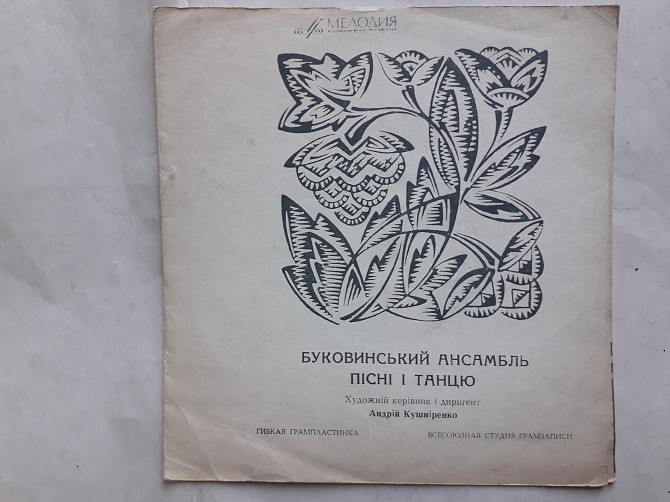 МЕЛОДИЯ
БУКОВИНСЬКИЙ АНСАМБЛЬ
ПІСНІ І ТАНЦЮ
Художній керівник і диригент
Андрій Кушніренко
ГИБКАЯ ГРАМПЛАСТИНКА ВСЕСОЮЗНАЯ СТУДИЯ ГРАМЗАПИСИ